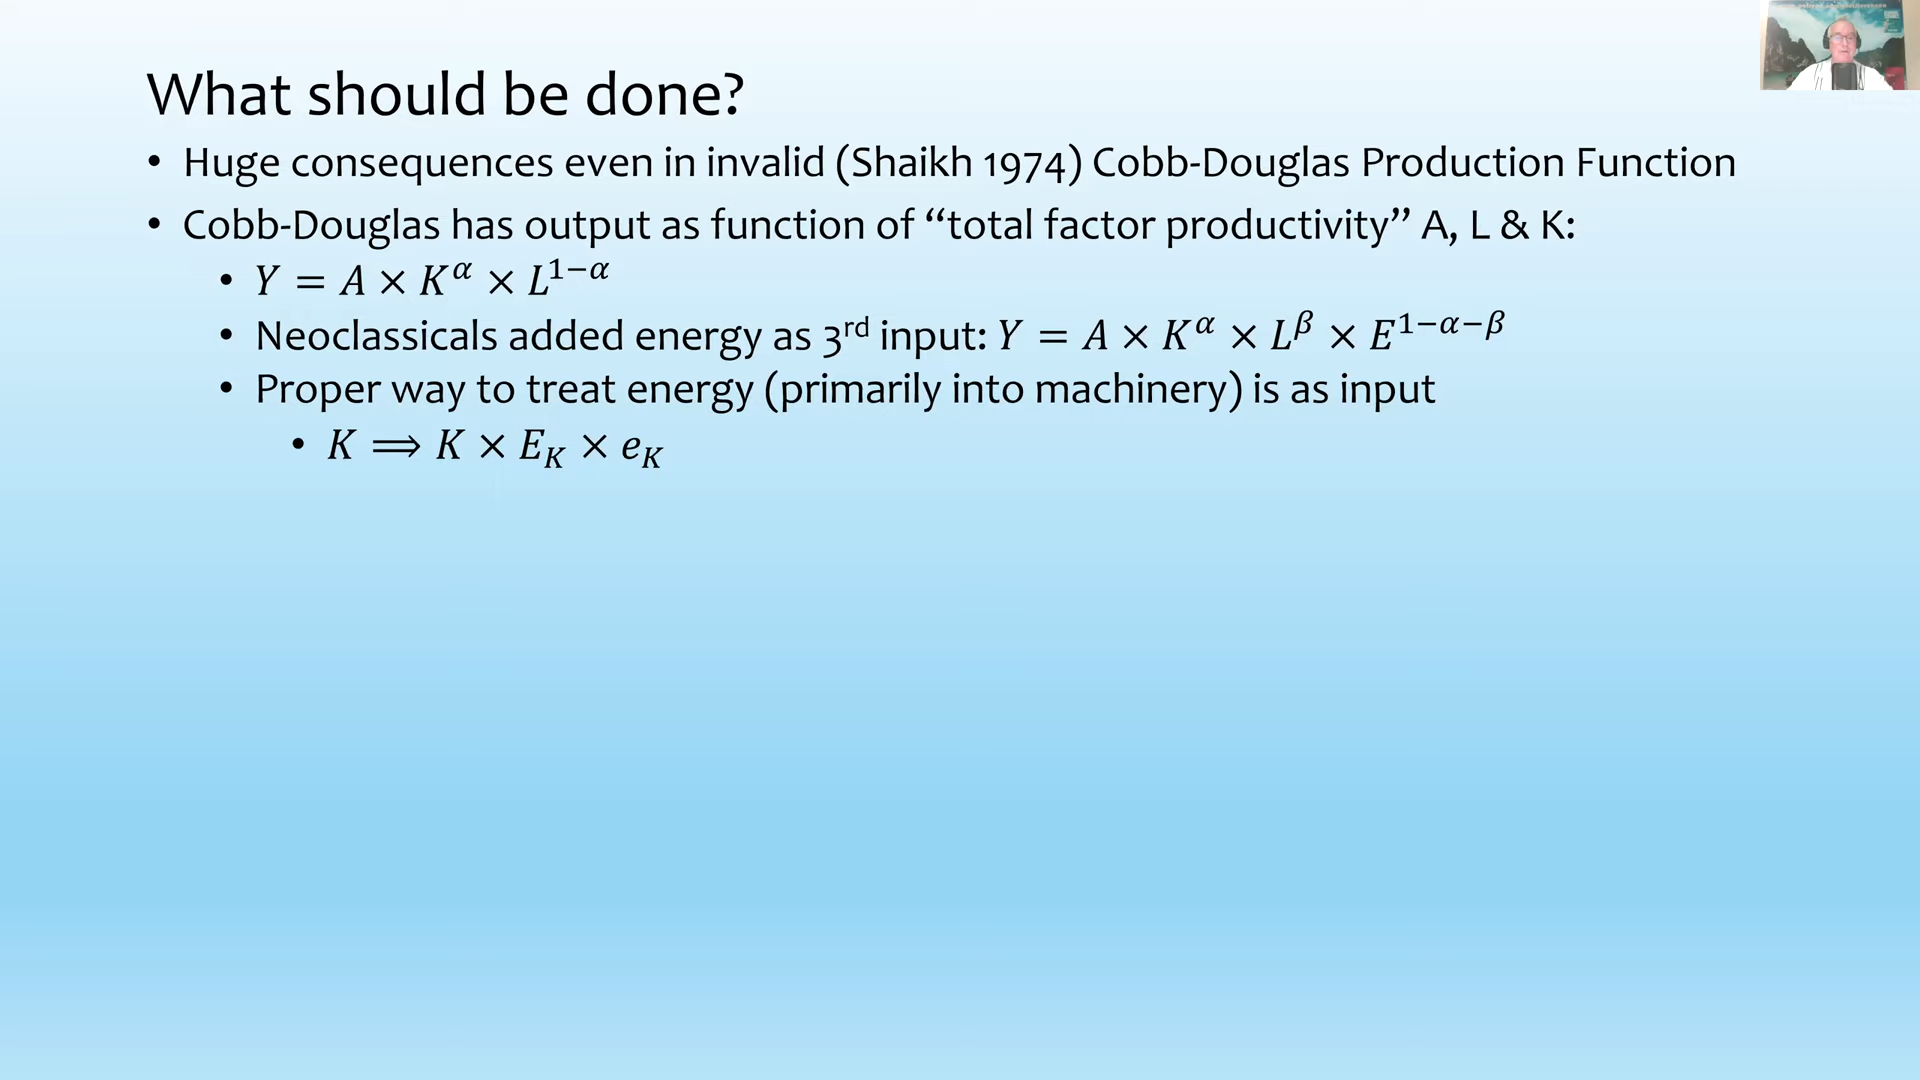 What should be done?
• Huge consequences even in invalid (Shaikh 1974) Cobb-Douglas Production Function
• Cobb-Douglas has output as function of “total factor productivity” A, L & K:
• Y = A × K^α × L^{1−α}
• Neoclassicals added energy as 3rd input: Y = A × K^α × L^β × E^{1−α−β}
• Proper way to treat energy (primarily into machinery) is as input
• K ⟹ K × E_K × e_K